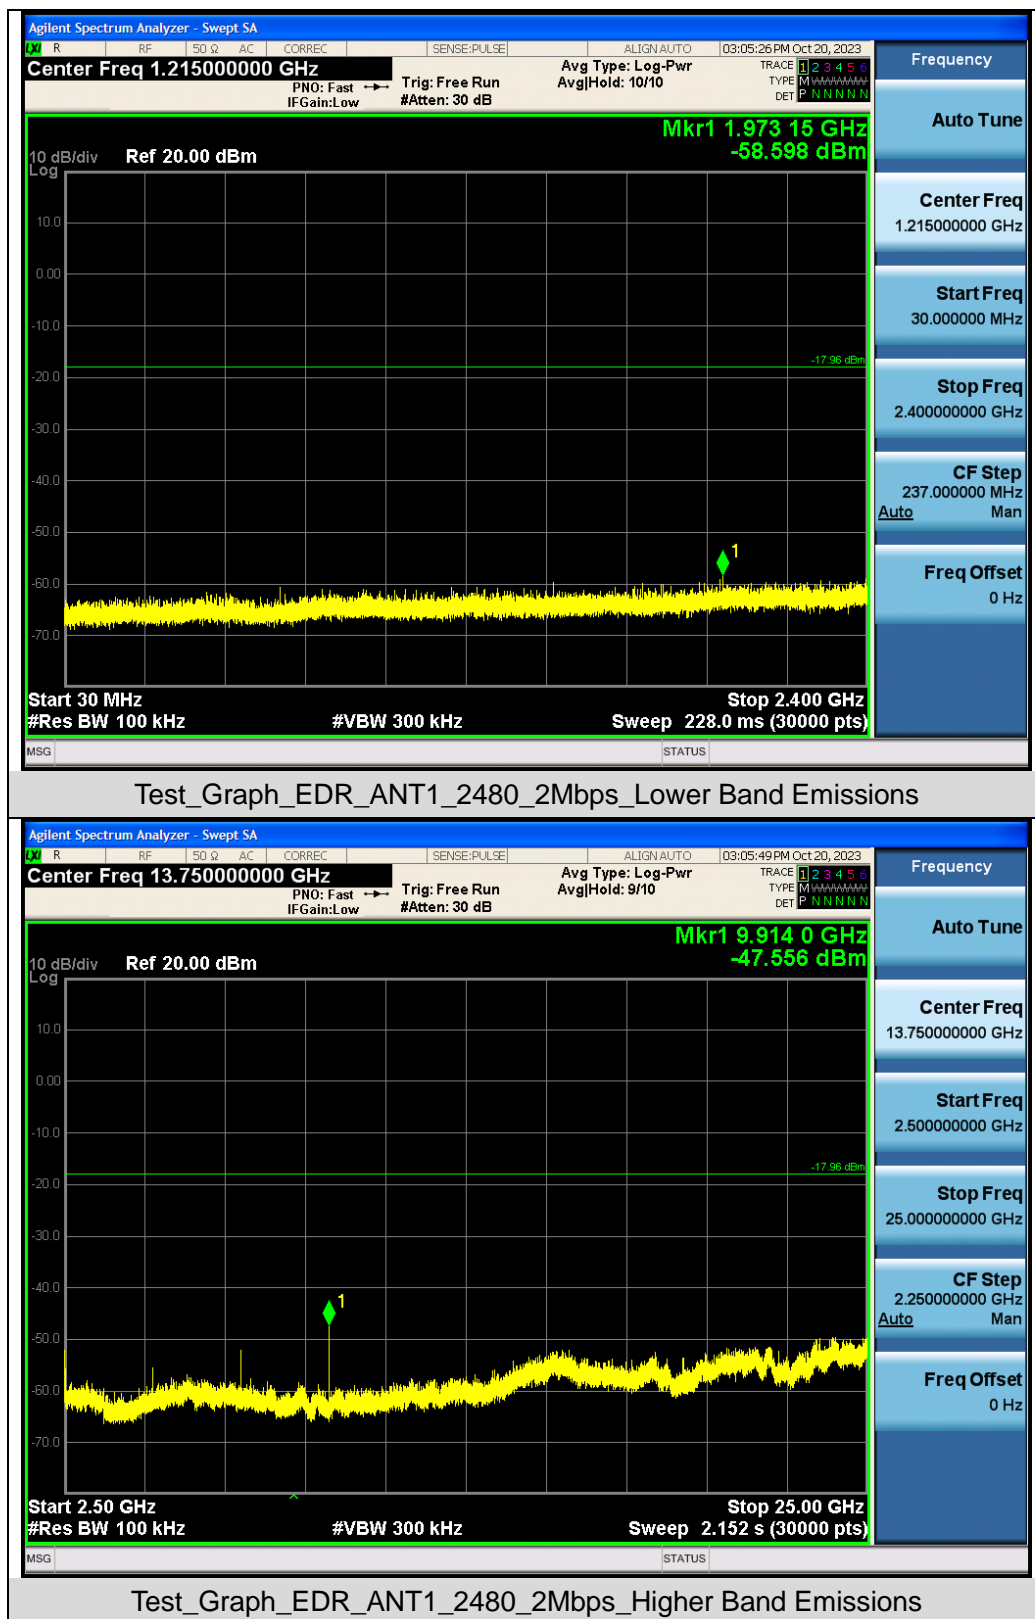 Agilent Spectrum Analyzer - Swept SA
LXI R RF 50 Ω AC CORREC SENSE:PULSE ALIGN AUTO 03:05:26 PM Oct 20, 2023
Center Freq 1.215000000 GHz
PNO: Fast
IFGain:Low
Trig: Free Run
#Atten: 30 dB
Avg Type: Log-Pwr
Avg|Hold: 10/10
TRACE 1 2 3 4 5 6
TYPE M WWWWW
DET P N N N N N
Mkr1 1.973 15 GHz
-58.598 dBm
10 dB/div
Log
Ref 20.00 dBm
10.0
0.00
-10.0
-17.96 dBm
-20.0
-30.0
-40.0
-50.0
1
-60.0
-70.0
Start 30 MHz
Stop 2.400 GHz
#Res BW 100 kHz
#VBW 300 kHz
Sweep 228.0 ms (30000 pts)
MSG
STATUS
Frequency
Auto Tune
Center Freq
1.215000000 GHz
Start Freq
30.000000 MHz
Stop Freq
2.400000000 GHz
CF Step
237.000000 MHz
Auto Man
Freq Offset
0 Hz
Test_Graph_EDR_ANT1_2480_2Mbps_Lower Band Emissions
Agilent Spectrum Analyzer - Swept SA
LXI R RF 50 Ω AC CORREC SENSE:PULSE ALIGN AUTO 03:05:49 PM Oct 20, 2023
Center Freq 13.750000000 GHz
PNO: Fast
IFGain:Low
Trig: Free Run
#Atten: 30 dB
Avg Type: Log-Pwr
Avg|Hold: 9/10
TRACE 1 2 3 4 5 6
TYPE M WWWWW
DET P N N N N N
Mkr1 9.914 0 GHz
-47.556 dBm
10 dB/div
Log
Ref 20.00 dBm
10.0
0.00
-10.0
-17.96 dBm
-20.0
-30.0
-40.0
1
-50.0
-60.0
-70.0
Start 2.50 GHz
Stop 25.00 GHz
#Res BW 100 kHz
#VBW 300 kHz
Sweep 2.152 s (30000 pts)
MSG
STATUS
Frequency
Auto Tune
Center Freq
13.750000000 GHz
Start Freq
2.500000000 GHz
Stop Freq
25.000000000 GHz
CF Step
2.250000000 GHz
Auto Man
Freq Offset
0 Hz
Test_Graph_EDR_ANT1_2480_2Mbps_Higher Band Emissions